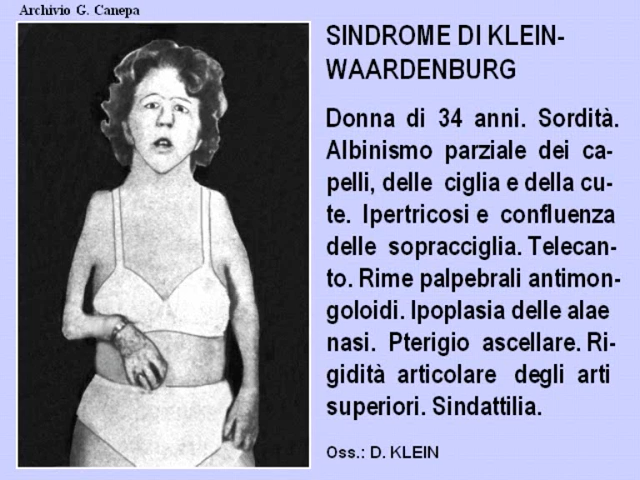 Archivio G. Canepa
SINDROME DI KLEIN-
WAARDENBURG
Donna di 34 anni. Sordità.
Albinismo parziale dei ca-
pelli, delle ciglia e della cu-
te. Ipertricosi e confluenza
delle sopracciglia. Telecan-
to. Rime palpebrali antimon-
goloidi. Ipoplasia delle alae
nasi. Pterigio ascellare. Ri-
gidità articolare degli arti
superiori. Sindattilia.
Oss.: D. KLEIN